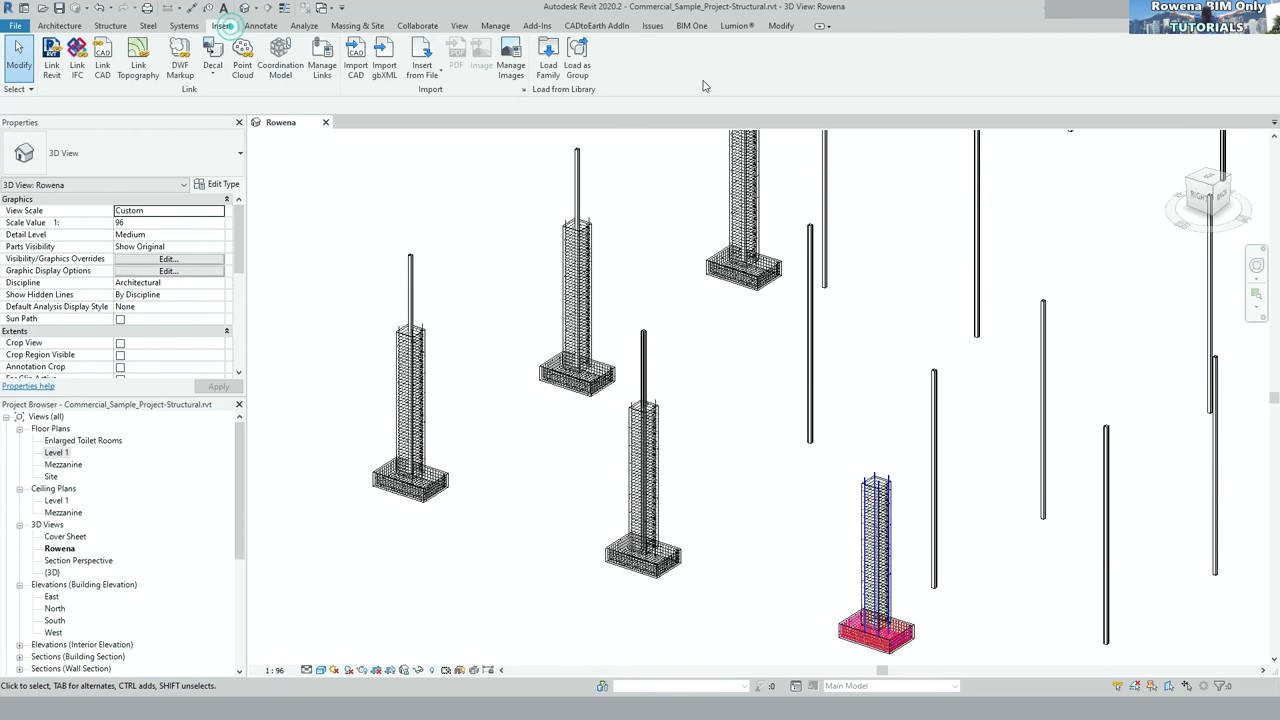 Autodesk Revit 2020.2 - Commercial_Sample_Project-Structural.rvt - 3D View: Rowena
Rowena BIM Only
TUTORIALS
File Architecture Structure Steel Systems Insert Annotate Analyze Massing & Site Collaborate View Manage Add-Ins CADtoEarth AddIn Issues BIM One Lumion® Modify
Modify
Link Revit
Link IFC
Link CAD
Link Topography
DWF Markup
Decal
Point Cloud
Coordination Model
Manage Links
Import CAD
Import gbXML
Insert from File
PDF
Image
Manage Images
Load Family
Load as Group
Select Link Import Load from Library
Properties
Rowena
3D View
3D View: Rowena Edit Type
Graphics
View Scale Custom
Scale Value 1: 96
Detail Level Medium
Parts Visibility Show Original
Visibility/Graphics Overrides Edit...
Graphic Display Options Edit...
Discipline Architectural
Show Hidden Lines By Discipline
Default Analysis Display Style None
Sun Path
Extents
Crop View
Crop Region Visible
Annotation Crop
Properties help Apply
Project Browser - Commercial_Sample_Project-Structural.rvt
Views (all)
Floor Plans
Enlarged Toilet Rooms
Level 1
Mezzanine
Site
Ceiling Plans
Level 1
Mezzanine
3D Views
Cover Sheet
Rowena
Section Perspective
{3D}
Elevations (Building Elevation)
East
North
South
West
Elevations (Interior Elevation)
Sections (Building Section)
Sections (Wall Section)
RIGHT
1 : 96
Click to select, TAB for alternates, CTRL adds, SHIFT unselects.
:0
Main Model
:0